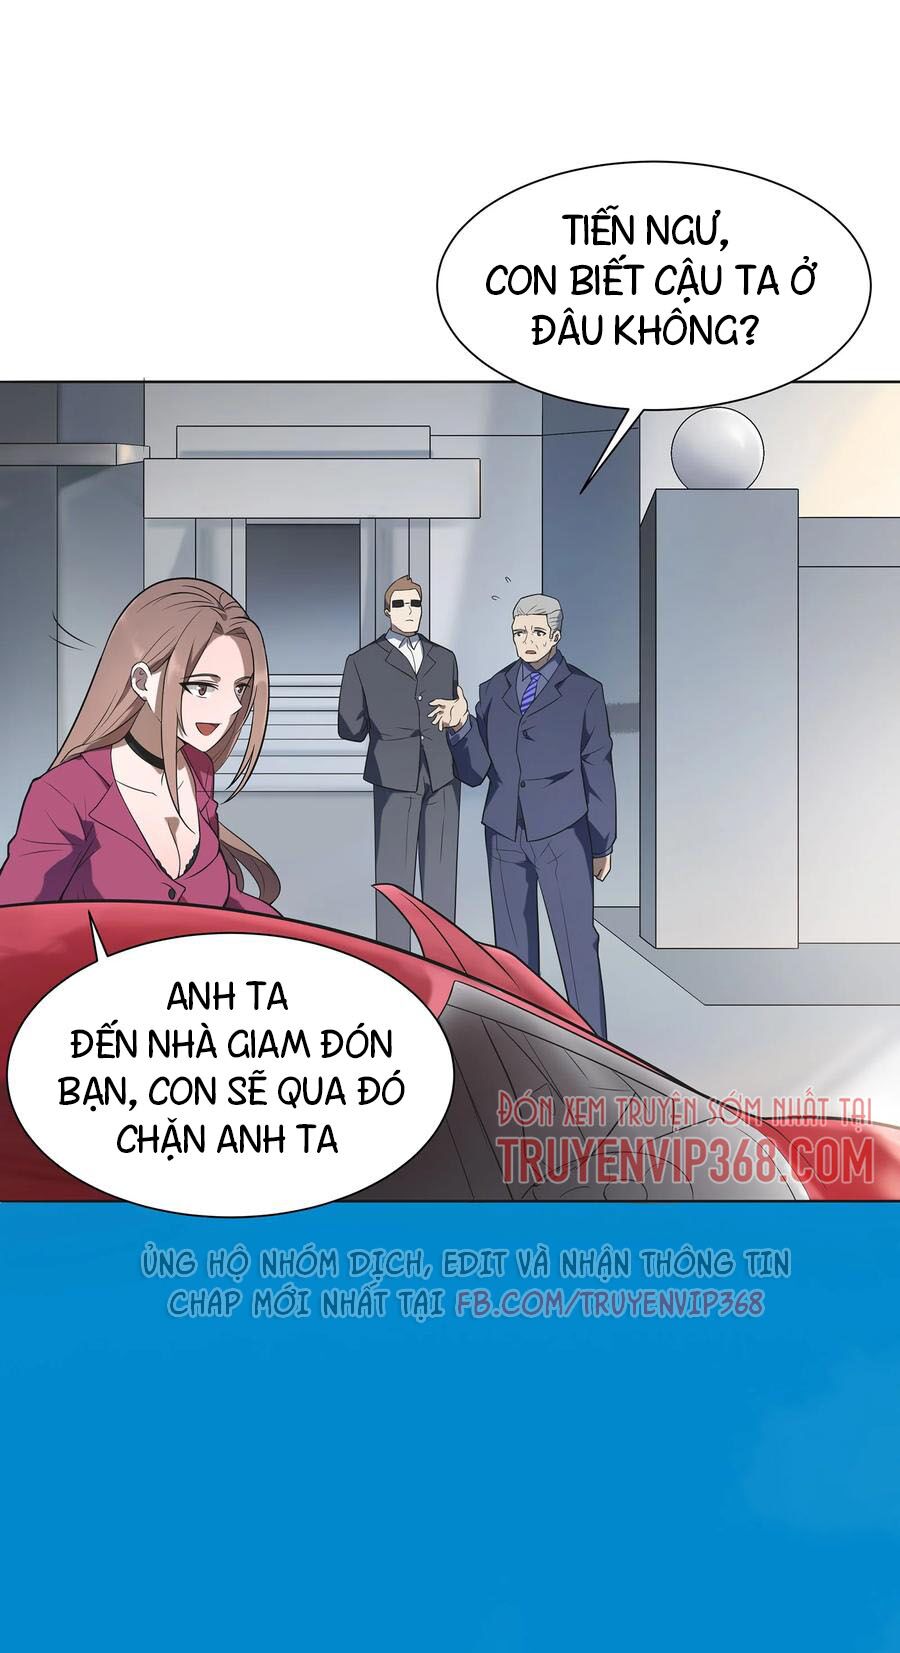 TIỄN NGƯ,
CON BIẾT CẬU TA Ở
ĐÂU KHÔNG?
ANH TA
ĐẾN NHÀ GIAM ĐÓN
BẠN, CON SẼ QUA ĐÓ
CHẶN ANH TA
ĐÓN XEM TRUYỆN SỚM NHẤT TẠI
TRUYENVIP368.COM
ỦNG HỘ NHÓM DỊCH, EDIT VÀ NHẬN THÔNG TIN
CHAP MỚI NHẤT TẠI FB.COM/TRUYENVIP368